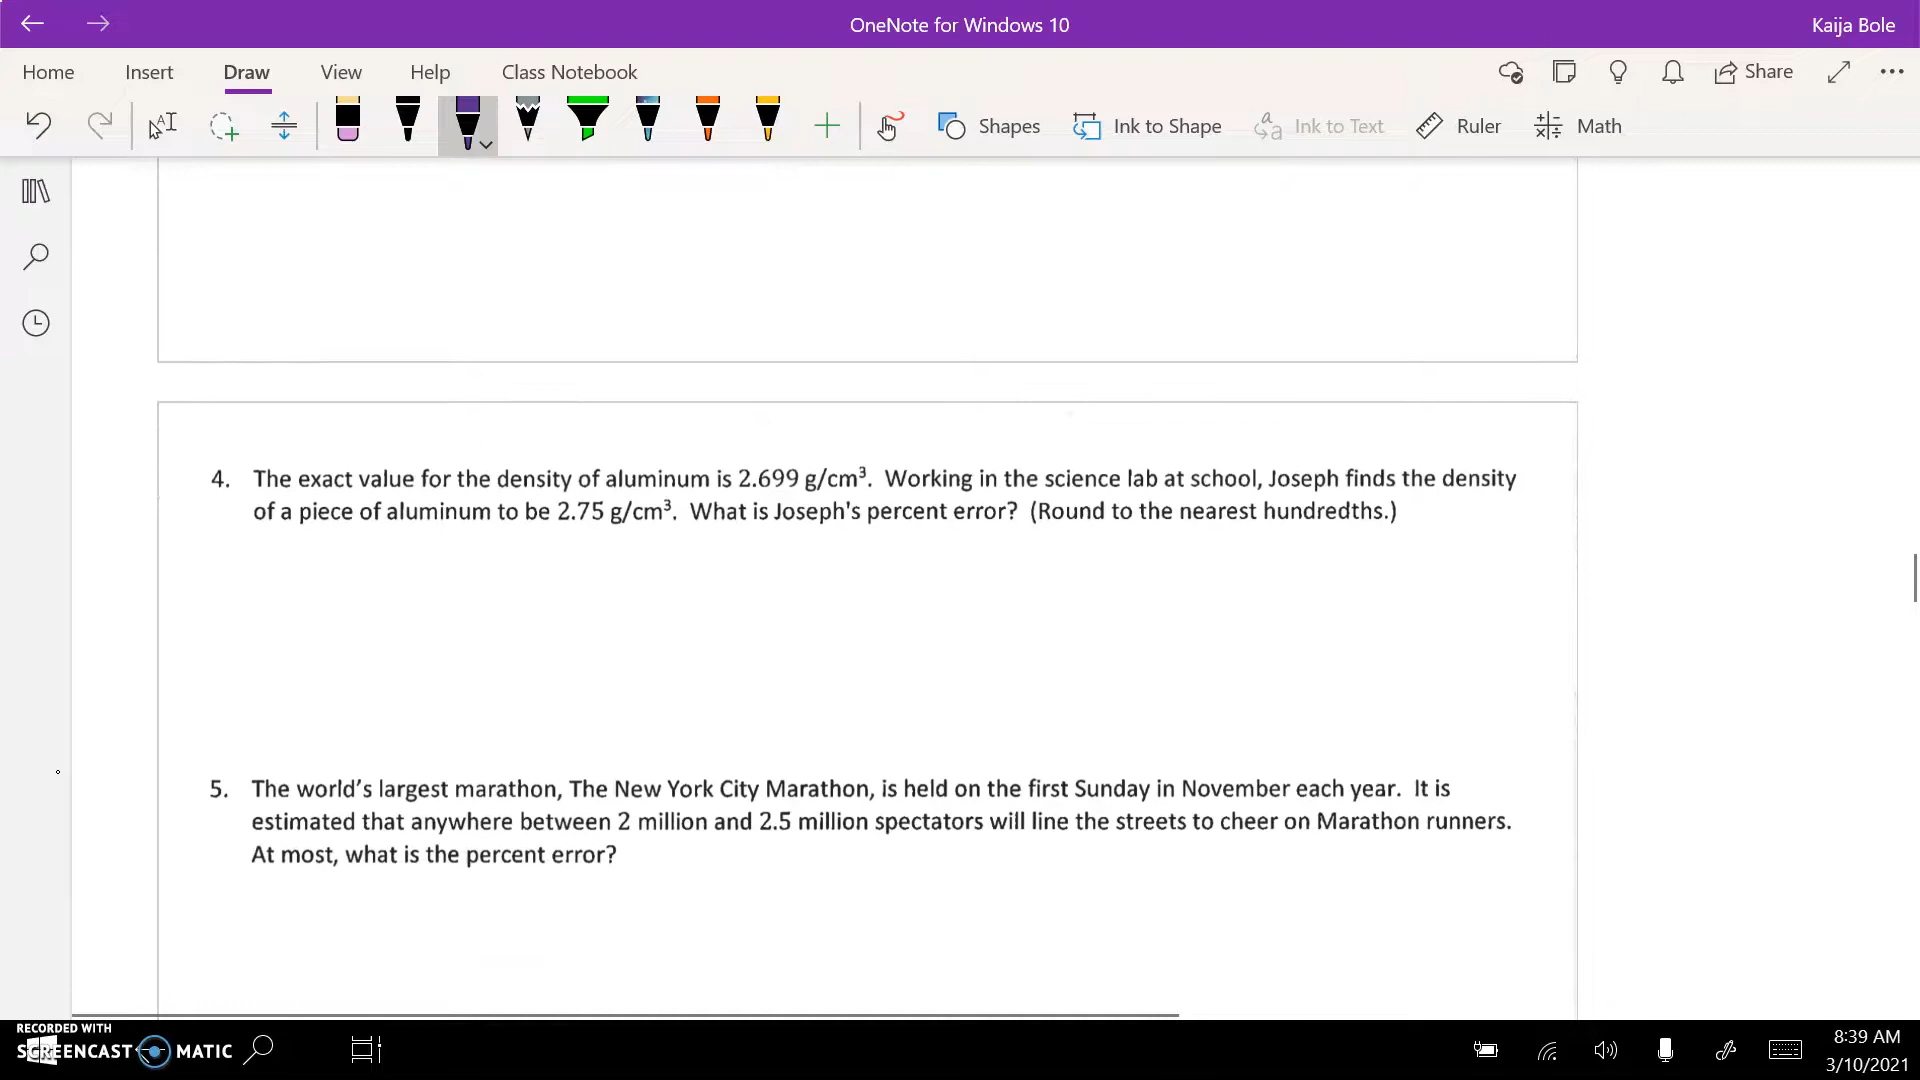 OneNote for Windows 10
Kaija Bole
Home Insert Draw View Help Class Notebook
Share
Shapes Ink to Shape Ink to Text Ruler Math
4. The exact value for the density of aluminum is 2.699 g/cm³. Working in the science lab at school, Joseph finds the density
of a piece of aluminum to be 2.75 g/cm³. What is Joseph's percent error? (Round to the nearest hundredths.)
5. The world's largest marathon, The New York City Marathon, is held on the first Sunday in November each year. It is
estimated that anywhere between 2 million and 2.5 million spectators will line the streets to cheer on Marathon runners.
At most, what is the percent error?
RECORDED WITH
SCREENCAST MATIC
8:39 AM
3/10/2021